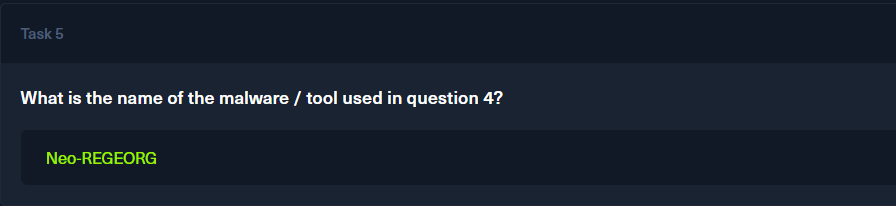 Task 5
What is the name of the malware / tool used in question 4?
Neo-REGEORG